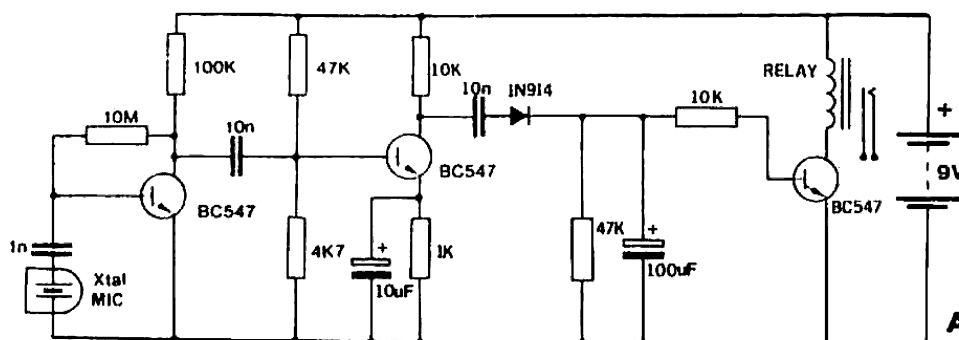 100K
47K
10K
10n
1N914
10K
RELAY
+
9V
10M
10n
BC547
BC547
BC547
1n
Xtal
MIC
4K7
+
10uF
1K
47K
+
100uF
A